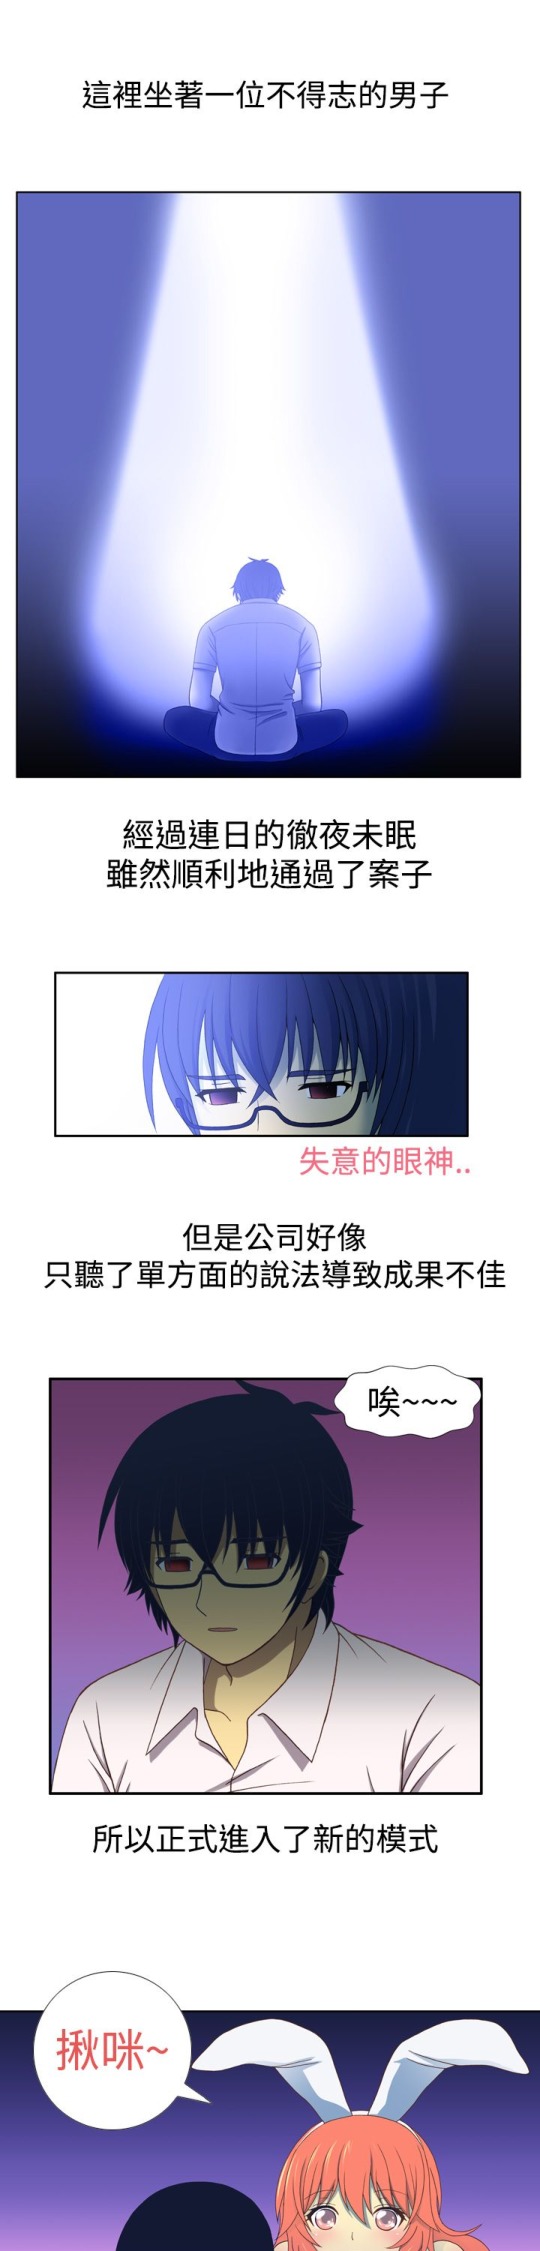 這裡坐著一位不得志的男子
經過連日的徹夜未眠
雖然順利地通過了案子
失意的眼神..
但是公司好像
只聽了單方面的說法導致成果不佳
唉~~~
所以正式進入了新的模式
揪咪~